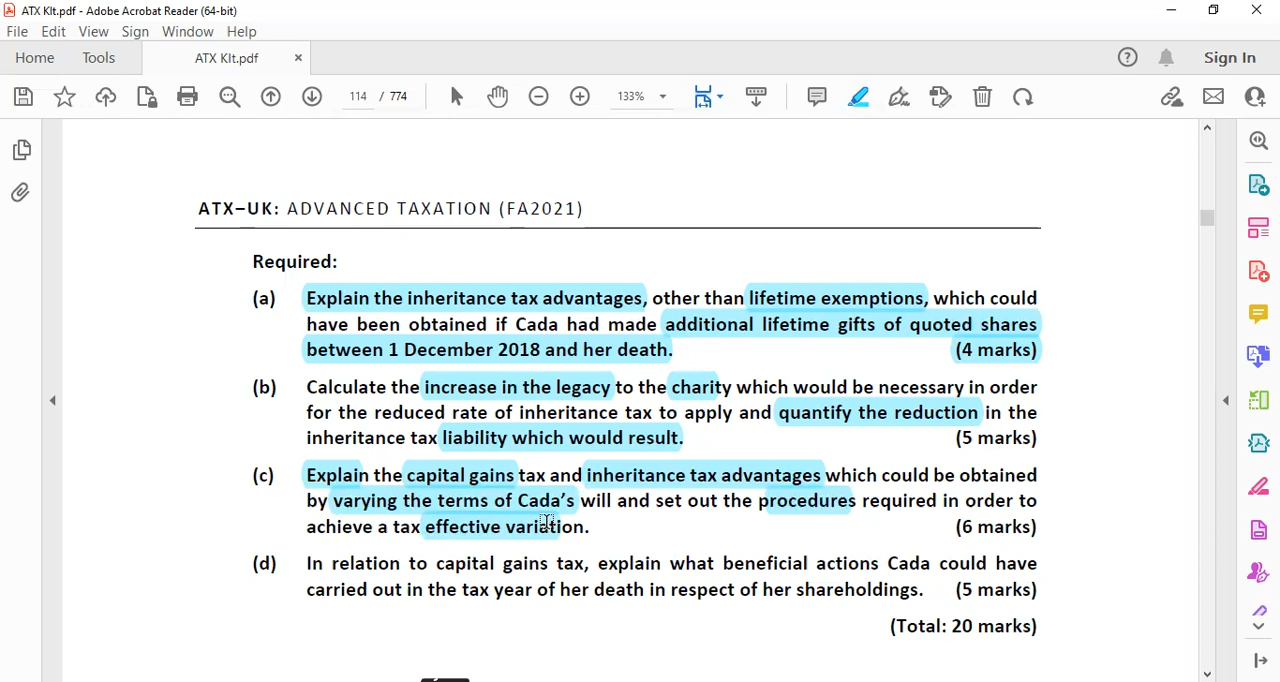 ATX KIt.pdf - Adobe Acrobat Reader (64-bit)
File Edit View Sign Window Help
Home Tools ATX KIt.pdf × Sign In
114 / 774 133%
ATX–UK: ADVANCED TAXATION (FA2021)
Required:
(a) Explain the inheritance tax advantages, other than lifetime exemptions, which could
have been obtained if Cada had made additional lifetime gifts of quoted shares
between 1 December 2018 and her death. (4 marks)
(b) Calculate the increase in the legacy to the charity which would be necessary in order
for the reduced rate of inheritance tax to apply and quantify the reduction in the
inheritance tax liability which would result. (5 marks)
(c) Explain the capital gains tax and inheritance tax advantages which could be obtained
by varying the terms of Cada’s will and set out the procedures required in order to
achieve a tax effective variation. (6 marks)
(d) In relation to capital gains tax, explain what beneficial actions Cada could have
carried out in the tax year of her death in respect of her shareholdings. (5 marks)
(Total: 20 marks)